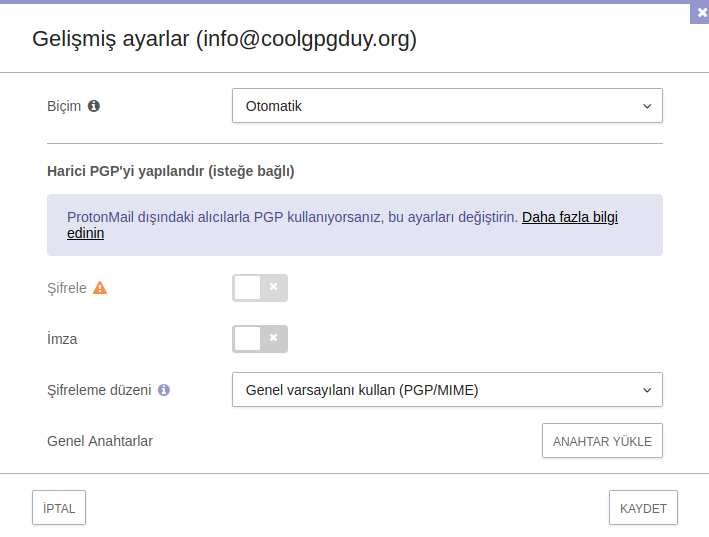 Gelişmiş ayarlar (info@coolgpgduy.org)
Biçim
Otomatik
Harici PGP'yi yapılandır (isteğe bağlı)
ProtonMail dışındaki alıcılarla PGP kullanıyorsanız, bu ayarları değiştirin. Daha fazla bilgi
edinin
Şifrele
İmza
Şifreleme düzeni
Genel varsayılanı kullan (PGP/MIME)
Genel Anahtarlar
ANAHTAR YÜKLE
İPTAL
KAYDET